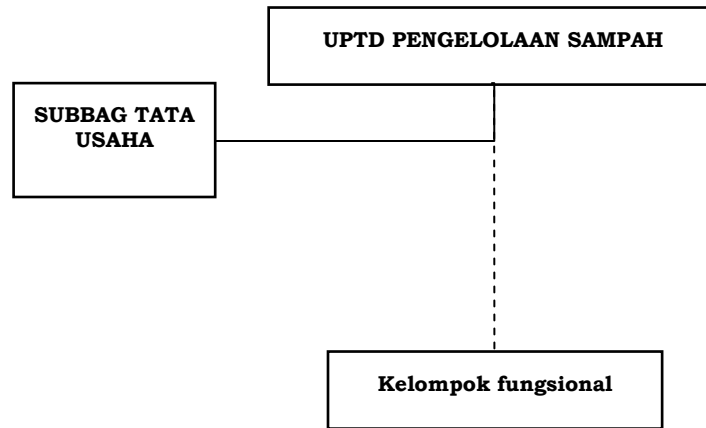 UPTD PENGELOLAAN SAMPAH
SUBBAG TATA
USAHA
Kelompok fungsional